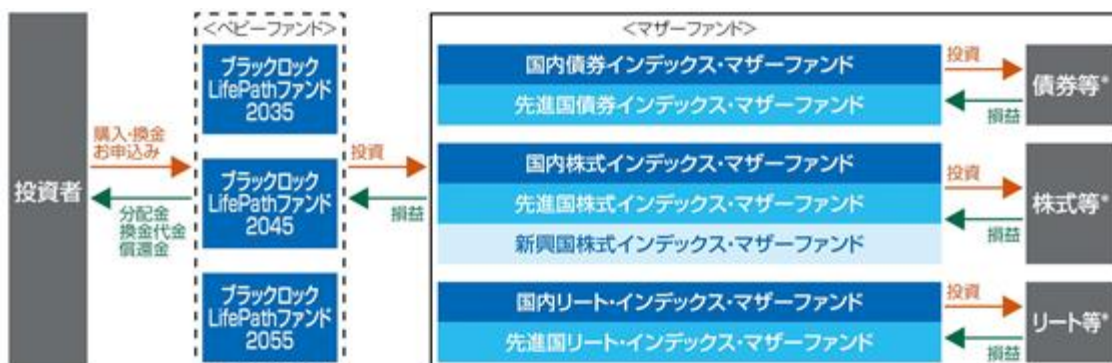 投資者
購入・換金
お申込み
分配金
換金代金
償還金
＜ベビーファンド＞
ブラックロック
LifePathファンド
2035
ブラックロック
LifePathファンド
2045
ブラックロック
LifePathファンド
2055
投資
損益
＜マザーファンド＞
国内債券インデックス・マザーファンド
先進国債券インデックス・マザーファンド
投資
損益
債券等*
国内株式インデックス・マザーファンド
先進国株式インデックス・マザーファンド
新興国株式インデックス・マザーファンド
投資
損益
株式等*
国内リート・インデックス・マザーファンド
先進国リート・インデックス・マザーファンド
投資
損益
リート等*